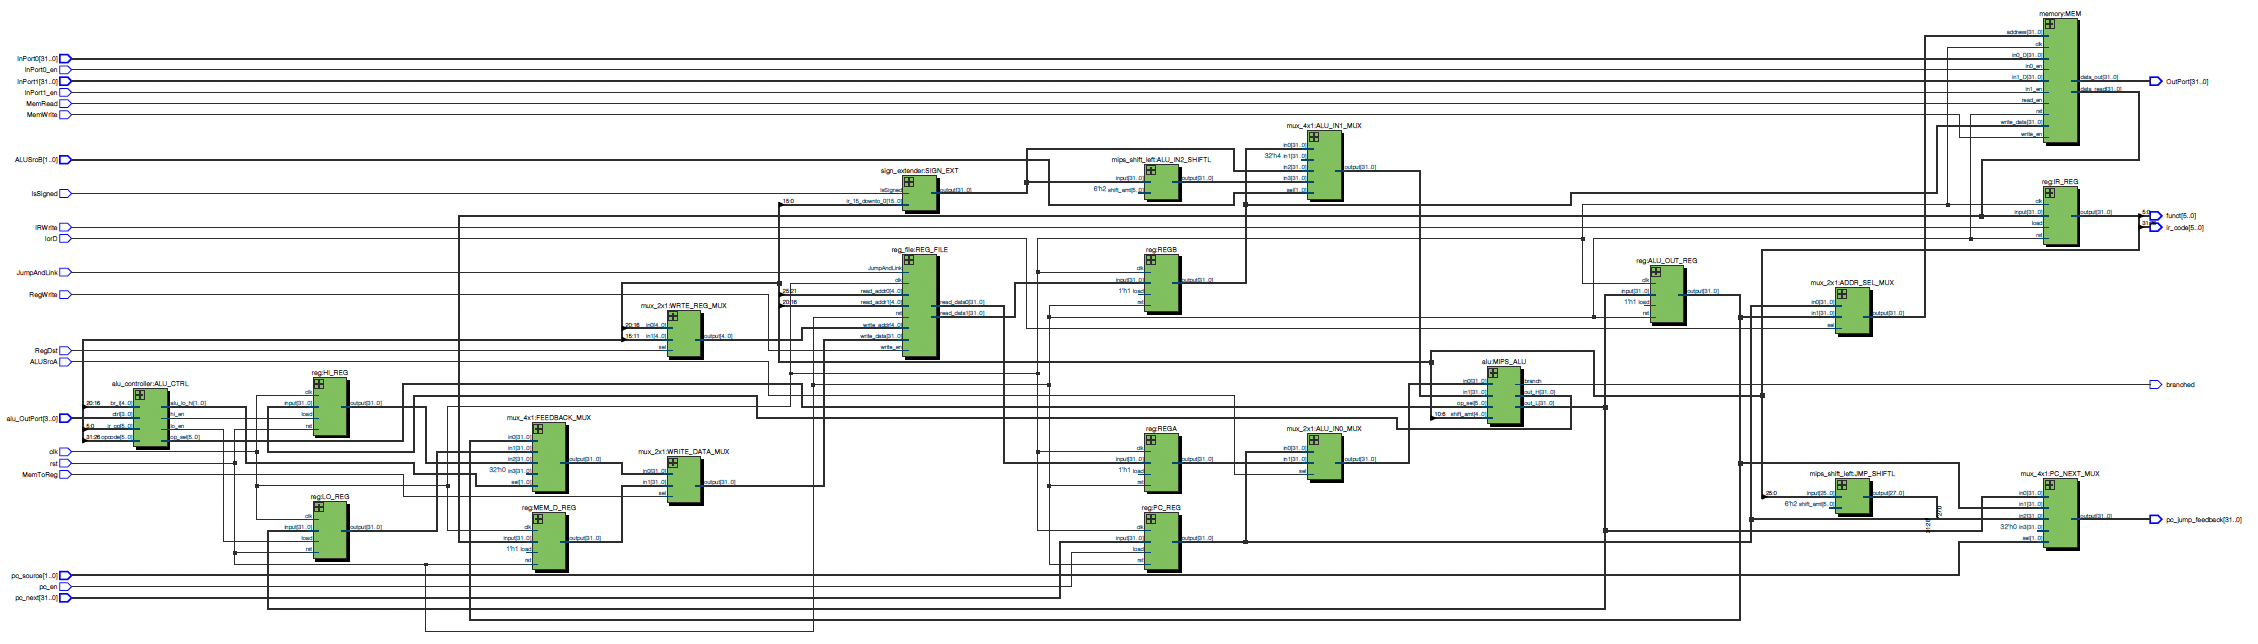 memory:MEM
address[31..0]
clk
in0_D[31..0]
in0_en
in1_D[31..0]
in1_en
read_en
rst
write_data[31..0]
write_en
data_out[31..0]
data_read[31..0]
OutPort[31..0]
InPort0[31..0]
InPort0_en
InPort1[31..0]
InPort1_en
MemRead
MemWrite
ALUSrcB[1..0]
IsSigned
IRWrite
IorD
JumpAndLink
RegWrite
RegDst
ALUSrcA
alu_OutPort[3..0]
clk
rst
MemToReg
pc_source[1..0]
pc_en
pc_next[31..0]
mux_4x1:ALU_IN1_MUX
in0[31..0]
32'h4 in1[31..0]
in2[31..0]
in3[31..0]
sel[1..0]
output[31..0]
mips_shift_left:ALU_IN2_SHIFTL
input[31..0]
6'h2 shift_amt[5..0]
output[31..0]
sign_extender:SIGN_EXT
IsSigned
15:0
ir_15_downto_0[15..0]
output[31..0]
reg:IR_REG
clk
input[31..0]
load
rst
output[31..0]
5:0
funct[5..0]
ir_code[5..0]
reg_file:REG_FILE
JumpAndLink
clk
25:21
read_addr0[4..0]
20:16
read_addr1[4..0]
rst
write_addr[4..0]
write_data[31..0]
write_en
read_data0[31..0]
read_data1[31..0]
reg:REGB
clk
input[31..0]
1'h1 load
rst
output[31..0]
reg:ALU_OUT_REG
clk
input[31..0]
1'h1 load
rst
output[31..0]
mux_2x1:ADDR_SEL_MUX
in0[31..0]
in1[31..0]
sel
output[31..0]
mux_2x1:WRTE_REG_MUX
20:16 in0[4..0]
15:11 in1[4..0]
sel
output[4..0]
alu:MIPS_ALU
in0[31..0]
in1[31..0]
op_sel[5..0]
10:6 shift_amt[4..0]
branch
out_H[31..0]
out_L[31..0]
branched
alu_controller:ALU_CTRL
20:16 br_i[4..0]
ctrl[3..0]
5:0 ir_op[5..0]
31:26 opcode[5..0]
alu_lo_hi[1..0]
hi_en
lo_en
op_sel[5..0]
reg:HI_REG
clk
input[31..0]
load
rst
output[31..0]
mux_4x1:FEEDBACK_MUX
in0[31..0]
in1[31..0]
in2[31..0]
32'h0 in3[31..0]
sel[1..0]
output[31..0]
mux_2x1:WRITE_DATA_MUX
in0[31..0]
in1[31..0]
sel
output[31..0]
reg:REGA
clk
input[31..0]
1'h1 load
rst
output[31..0]
mux_2x1:ALU_IN0_MUX
in0[31..0]
in1[31..0]
sel
output[31..0]
mips_shift_left:JMP_SHIFTL
25:0
input[25..0]
6'h2 shift_amt[5..0]
output[27..0]
27:0
31:28
mux_4x1:PC_NEXT_MUX
in0[31..0]
in1[31..0]
in2[31..0]
32'h0 in3[31..0]
sel[1..0]
output[31..0]
pc_jump_feedback[31..0]
reg:LO_REG
clk
input[31..0]
load
rst
output[31..0]
reg:MEM_D_REG
clk
input[31..0]
1'h1 load
rst
output[31..0]
reg:PC_REG
clk
input[31..0]
load
rst
output[31..0]